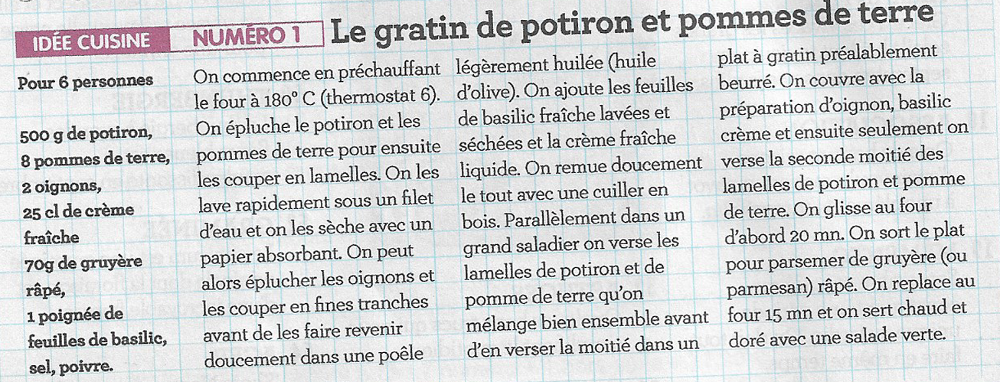 IDÉE CUISINE NUMÉRO 1 Le gratin de potiron et pommes de terre
Pour 6 personnes
500 g de potiron,
8 pommes de terre,
2 oignons,
25 cl de crème
fraîche
70g de gruyère
râpé,
1 poignée de
feuilles de basilic,
sel, poivre.
On commence en préchauffant
le four à 180° C (thermostat 6).
On épluche le potiron et les
pommes de terre pour ensuite
les couper en lamelles. On les
lave rapidement sous un filet
d'eau et on les sèche avec un
papier absorbant. On peut
alors éplucher les oignons et
les couper en fines tranches
avant de les faire revenir
doucement dans une poêle
légèrement huilée (huile
d'olive). On ajoute les feuilles
de basilic fraîche lavées et
séchées et la crème fraîche
liquide. On remue doucement
le tout avec une cuiller en
bois. Parallèlement dans un
grand saladier on verse les
lamelles de potiron et de
pomme de terre qu'on
mélange bien ensemble avant
d'en verser la moitié dans un
plat à gratin préalablement
beurré. On couvre avec la
préparation d'oignon, basilic
crème et ensuite seulement on
verse la seconde moitié des
lamelles de potiron et pomme
de terre. On glisse au four
d'abord 20 mn. On sort le plat
pour parsemer de gruyère (ou
parmesan) râpé. On replace au
four 15 mn et on sert chaud et
doré avec une salade verte.